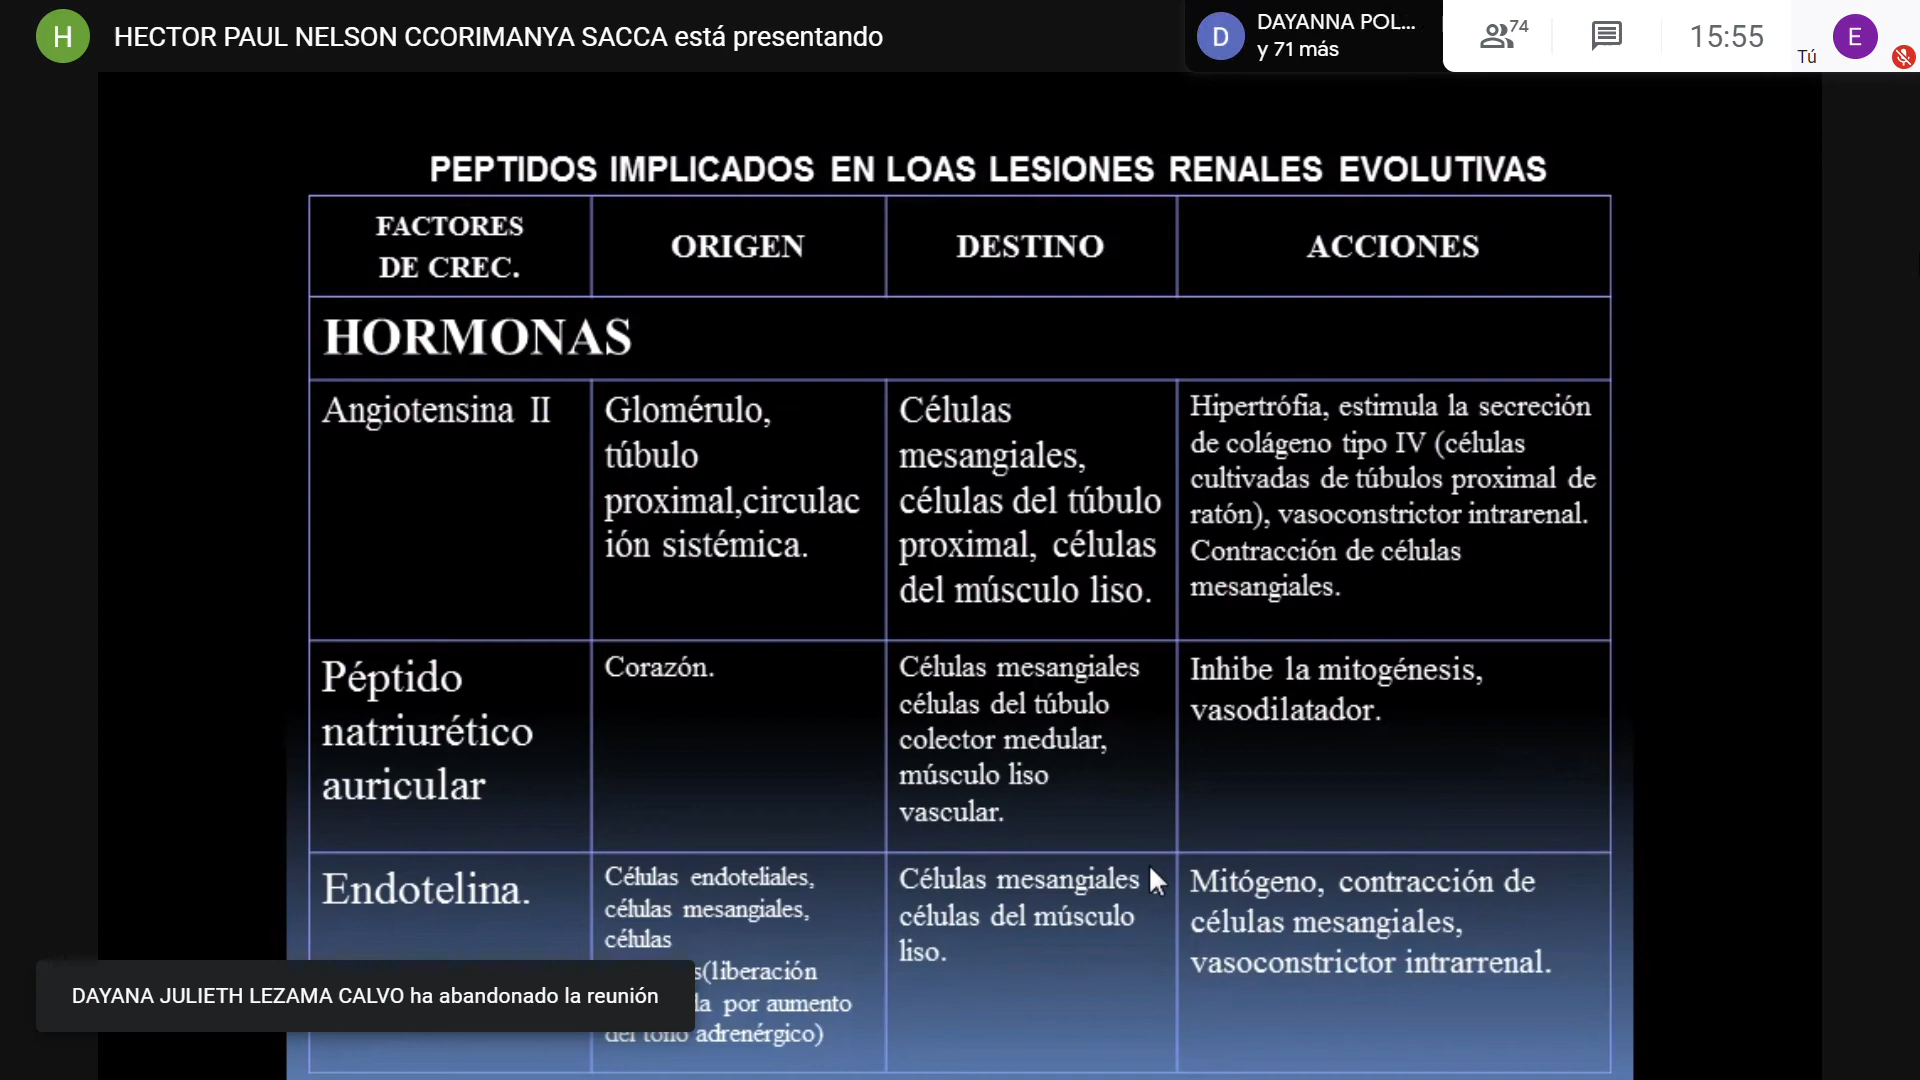 H HECTOR PAUL NELSON CCORIMANYA SACCA está presentando
D DAYANNA POL...
y 71 más
74
15:55
Tú
E
PEPTIDOS IMPLICADOS EN LOAS LESIONES RENALES EVOLUTIVAS
FACTORES
DE CREC.
ORIGEN
DESTINO
ACCIONES
HORMONAS
Angiotensina II
Glomérulo,
túbulo
proximal,circulac
ión sistémica.
Células
mesangiales,
células del túbulo
proximal, células
del músculo liso.
Hipertrófia, estimula la secreción
de colágeno tipo IV (células
cultivadas de túbulos proximal de
ratón), vasoconstrictor intrarenal.
Contracción de células
mesangiales.
Péptido
natriurético
auricular
Corazón.
Células mesangiales
células del túbulo
colector medular,
músculo liso
vascular.
Inhibe la mitogénesis,
vasodilatador.
Endotelina.
Células endoteliales,
células mesangiales,
células
(liberación
por aumento
del tono adrenérgico)
Células mesangiales
células del músculo
liso.
Mitógeno, contracción de
células mesangiales,
vasoconstrictor intrarrenal.
DAYANA JULIETH LEZAMA CALVO ha abandonado la reunión